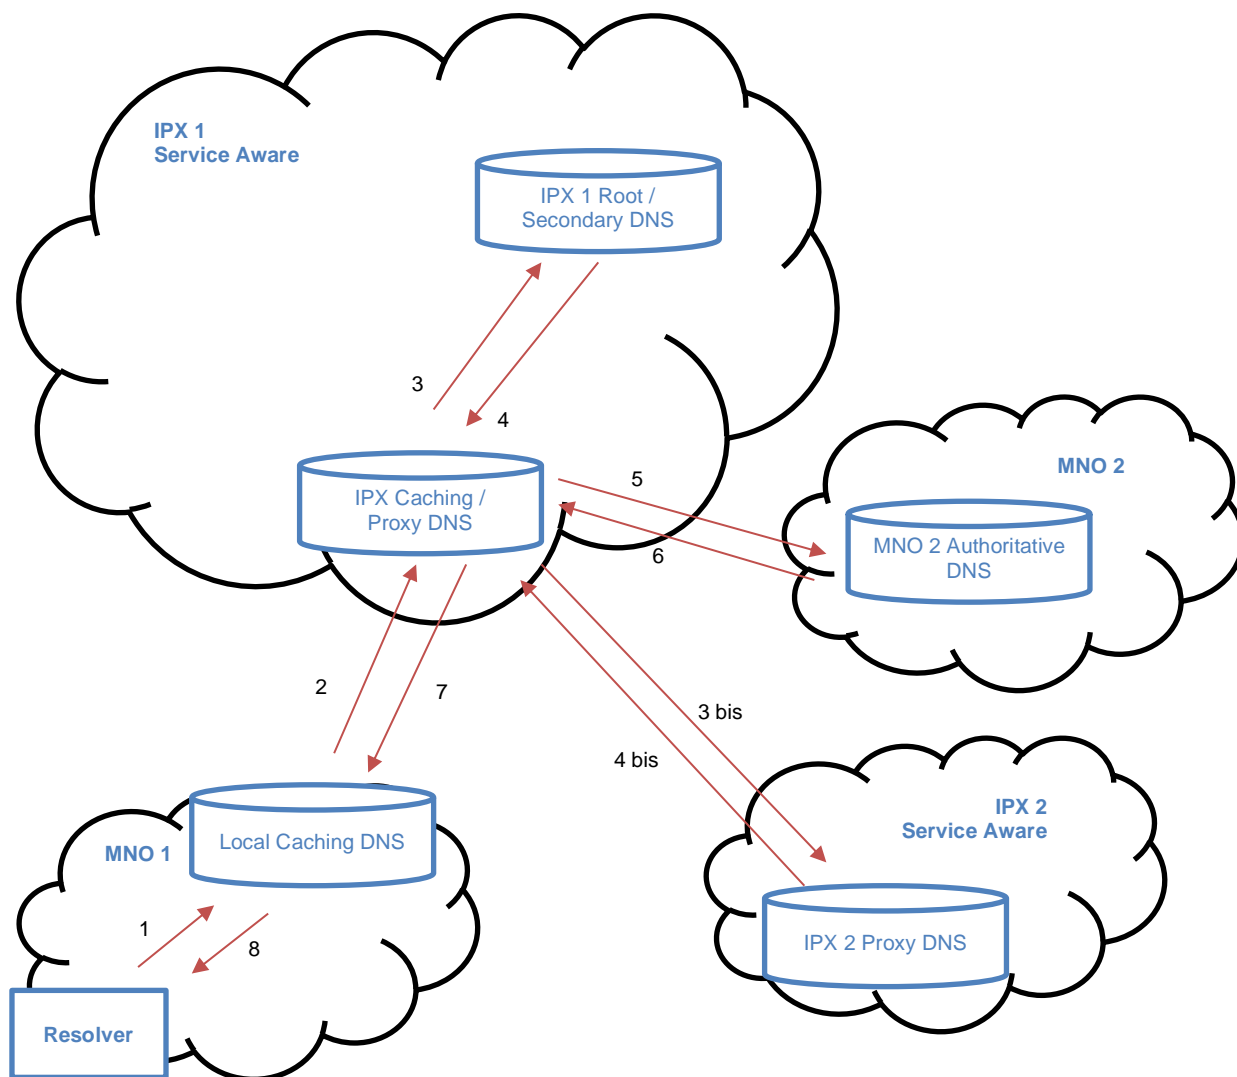 IPX 1
Service Aware
IPX 1 Root /
Secondary DNS
3
4
IPX Caching /
Proxy DNS
5
6
MNO 2
MNO 2 Authoritative
DNS
2
7
3 bis
4 bis
IPX 2
Service Aware
IPX 2 Proxy DNS
MNO 1
Local Caching DNS
1
8
Resolver